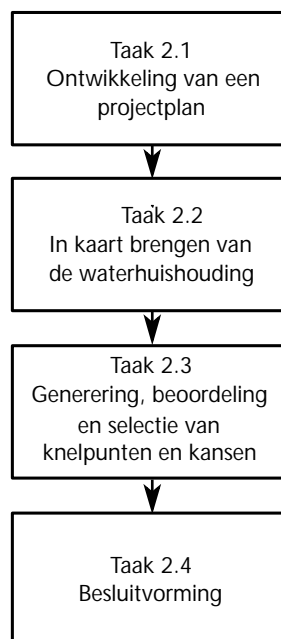 Taak 2.1
Ontwikkeling van een
projectplan
Taak 2.2
In kaart brengen van
de waterhuishouding
Taak 2.3
Generering, beoordeling
en selectie van
knelpunten en kansen
Taak 2.4
Besluitvorming